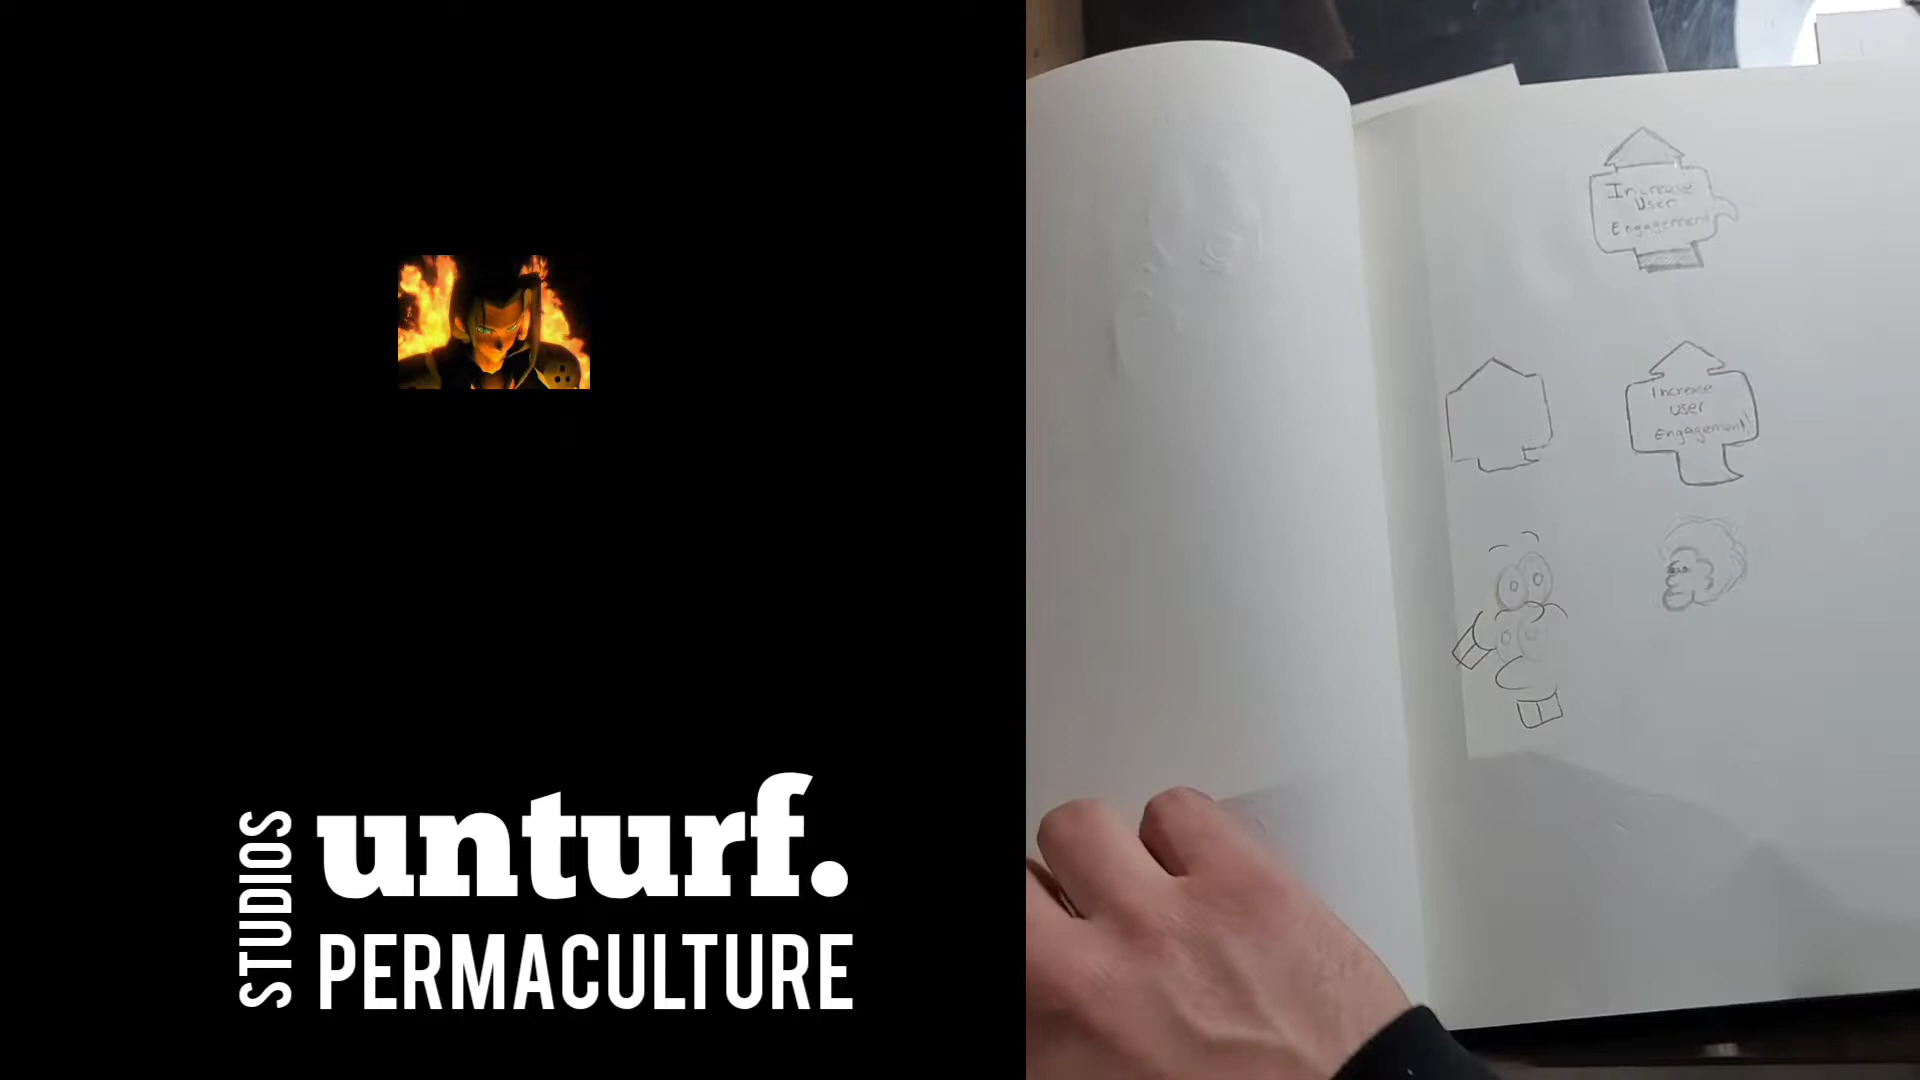 STUDIOS
unturf.
PERMACULTURE
Increase
User
Engagement
Increase
User
Engagement!